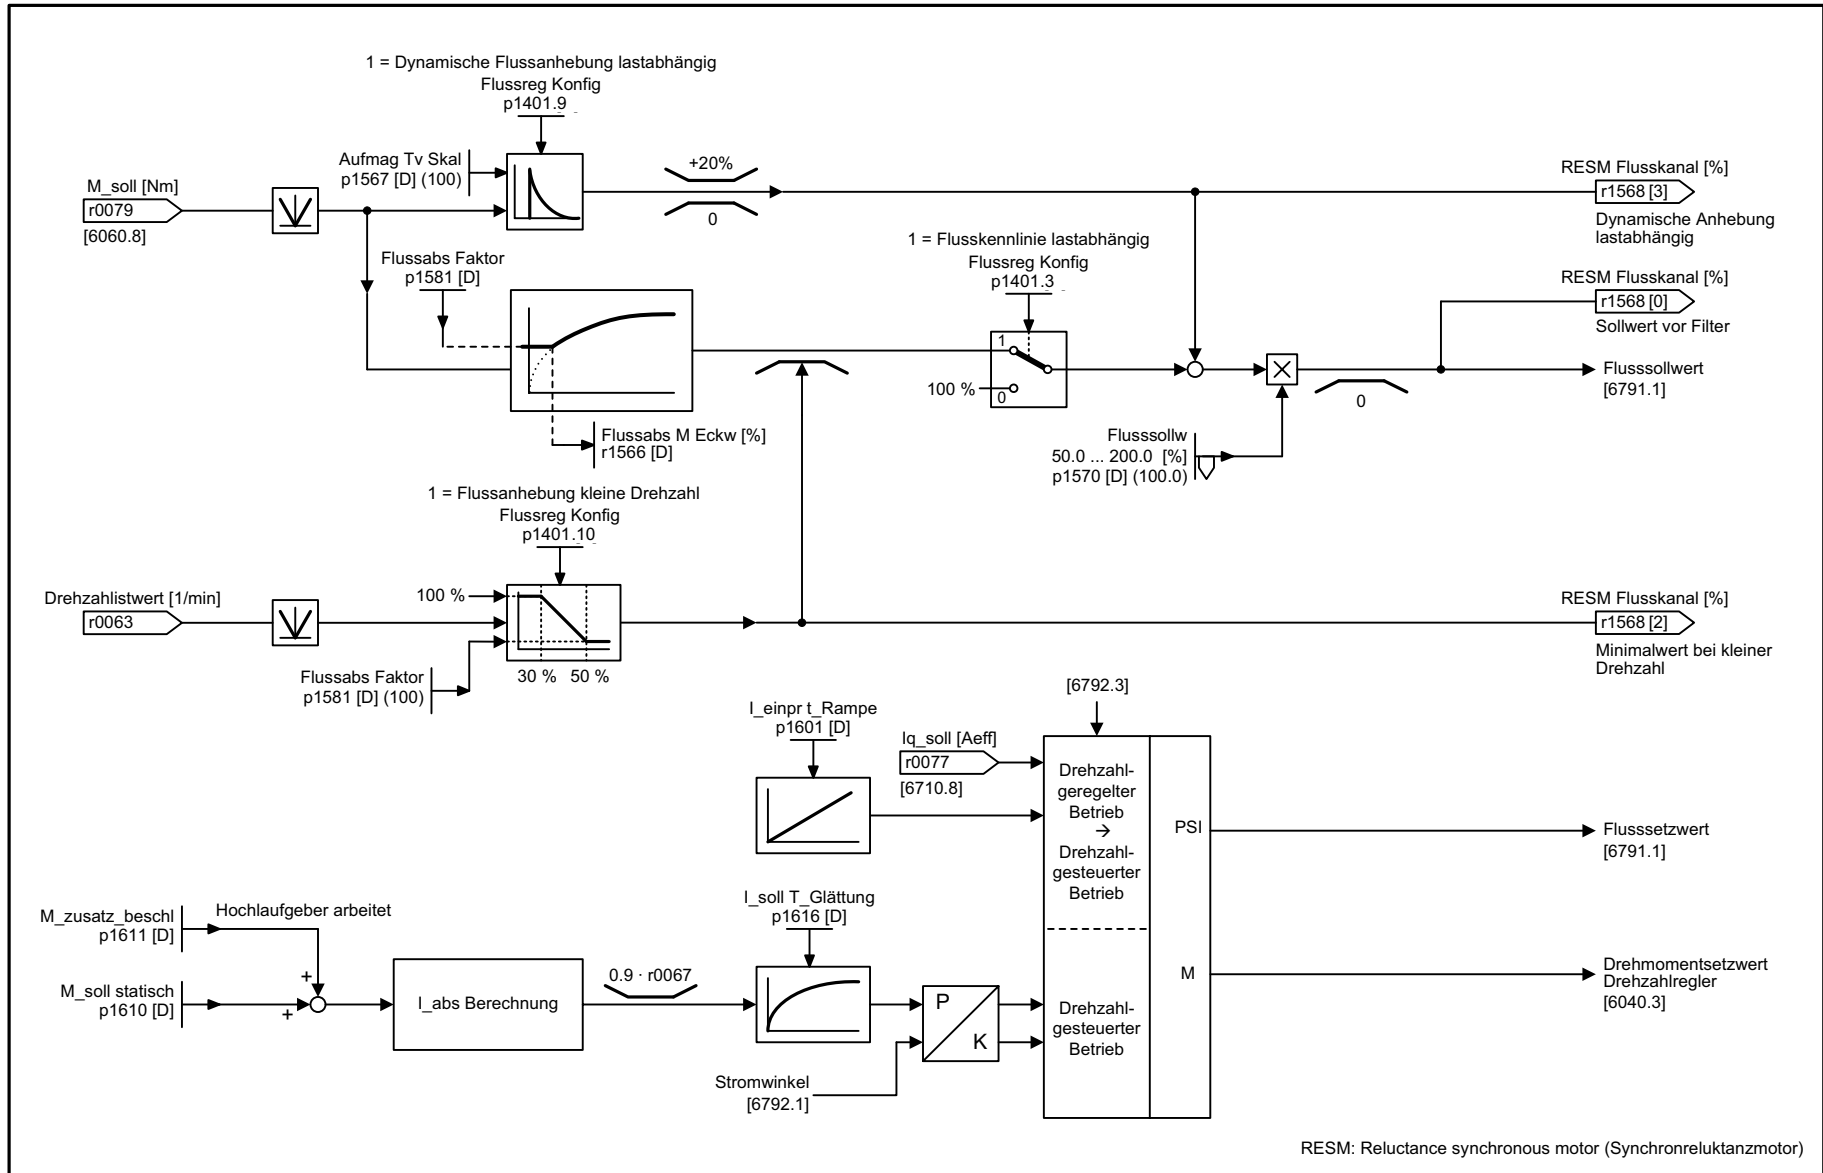 1 = Dynamische Flussanhebung lastabhängig
Flussreg Konfig
p1401.9
Aufmag Tv Skal
p1567 [D] (100)
+20%
0
M_soll [Nm]
r0079
[6060.8]
RESM Flusskanal [%]
r1568 [3]
Dynamische Anhebung
lastabhängig
Flussabs Faktor
p1581 [D]
1 = Flusskennlinie lastabhängig
Flussreg Konfig
p1401.3
1
100 %
0
RESM Flusskanal [%]
r1568 [0]
Sollwert vor Filter
Flusssollwert
[6791.1]
0
Flussabs M Eckw [%]
r1566 [D]
Flusssollw
50.0 ... 200.0 [%]
p1570 [D] (100.0)
1 = Flussanhebung kleine Drehzahl
Flussreg Konfig
p1401.10
Drehzahlistwert [1/min]
r0063
100 %
Flussabs Faktor
p1581 [D] (100)
30 % 50 %
RESM Flusskanal [%]
r1568 [2]
Minimalwert bei kleiner
Drehzahl
[6792.3]
I_einpr t_Rampe
p1601 [D]
Iq_soll [Aeff]
r0077
[6710.8]
Drehzahl-
geregelter
Betrieb
→
Drehzahl-
gesteuerter
Betrieb
PSI
Flusssetzwert
[6791.1]
M_zusatz_beschl
p1611 [D]
Hochlaufgeber arbeitet
+
M_soll statisch
p1610 [D]
+
I_abs Berechnung
0.9 · r0067
I_soll T_Glättung
p1616 [D]
P
K
Stromwinkel
[6792.1]
Drehzahl-
gesteuerter
Betrieb
M
Drehmomentsetzwert
Drehzahlregler
[6040.3]
RESM: Reluctance synchronous motor (Synchronreluktanzmotor)